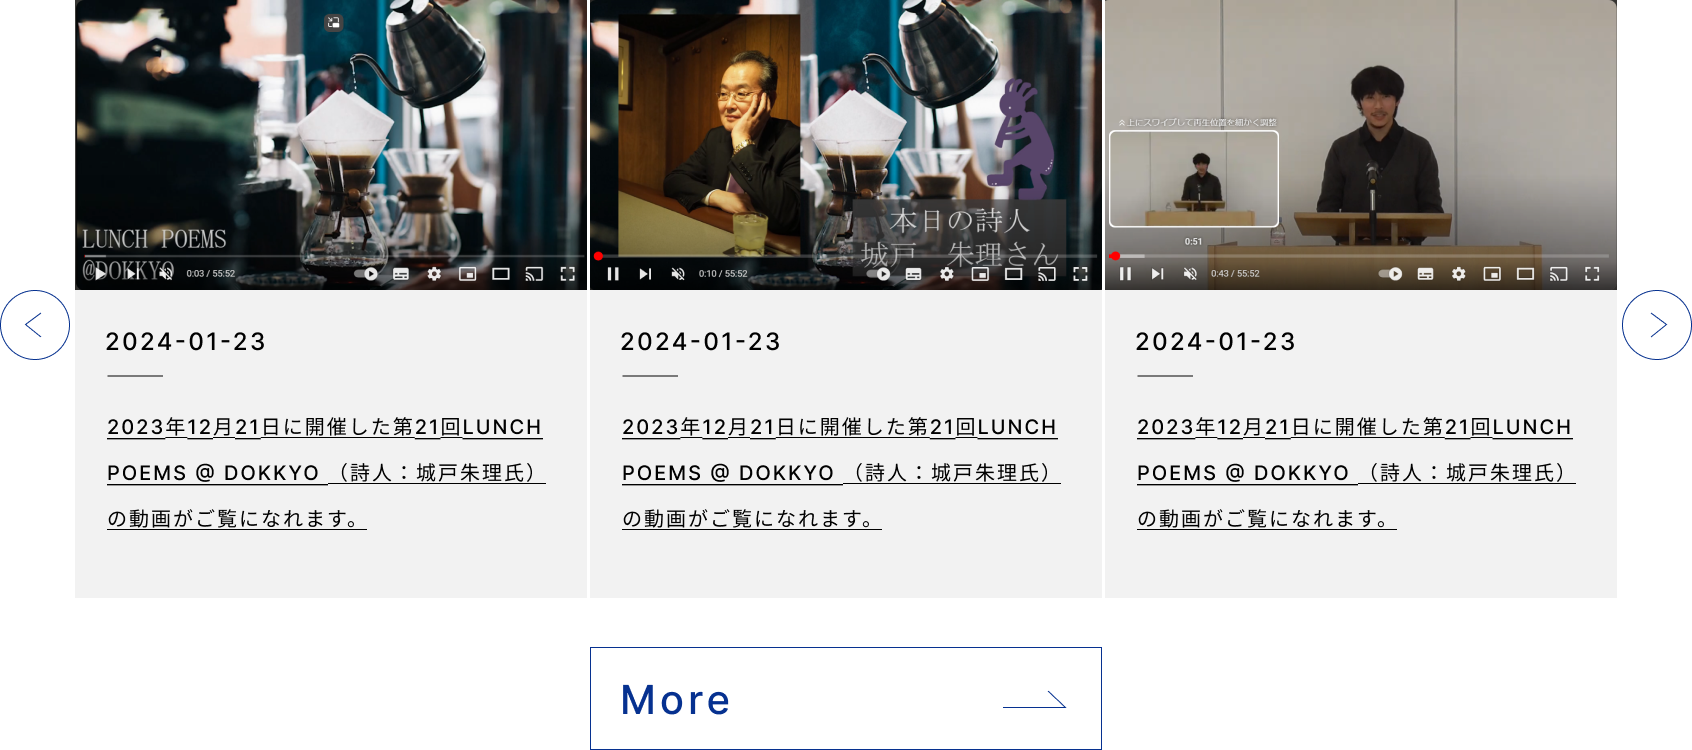 LUNCH POEMS
@DOKKYO
0:03 / 55:52
本日の詩人
城戸 朱理さん
0:10 / 55:52
上にスワイプして再生位置を細かく調整
0:51
0:43 / 55:52
2024-01-23
2023年12月21日に開催した第21回LUNCH
POEMS @ DOKKYO （詩人：城戸朱理氏）
の動画がご覧になれます。
2024-01-23
2023年12月21日に開催した第21回LUNCH
POEMS @ DOKKYO （詩人：城戸朱理氏）
の動画がご覧になれます。
2024-01-23
2023年12月21日に開催した第21回LUNCH
POEMS @ DOKKYO （詩人：城戸朱理氏）
の動画がご覧になれます。
More